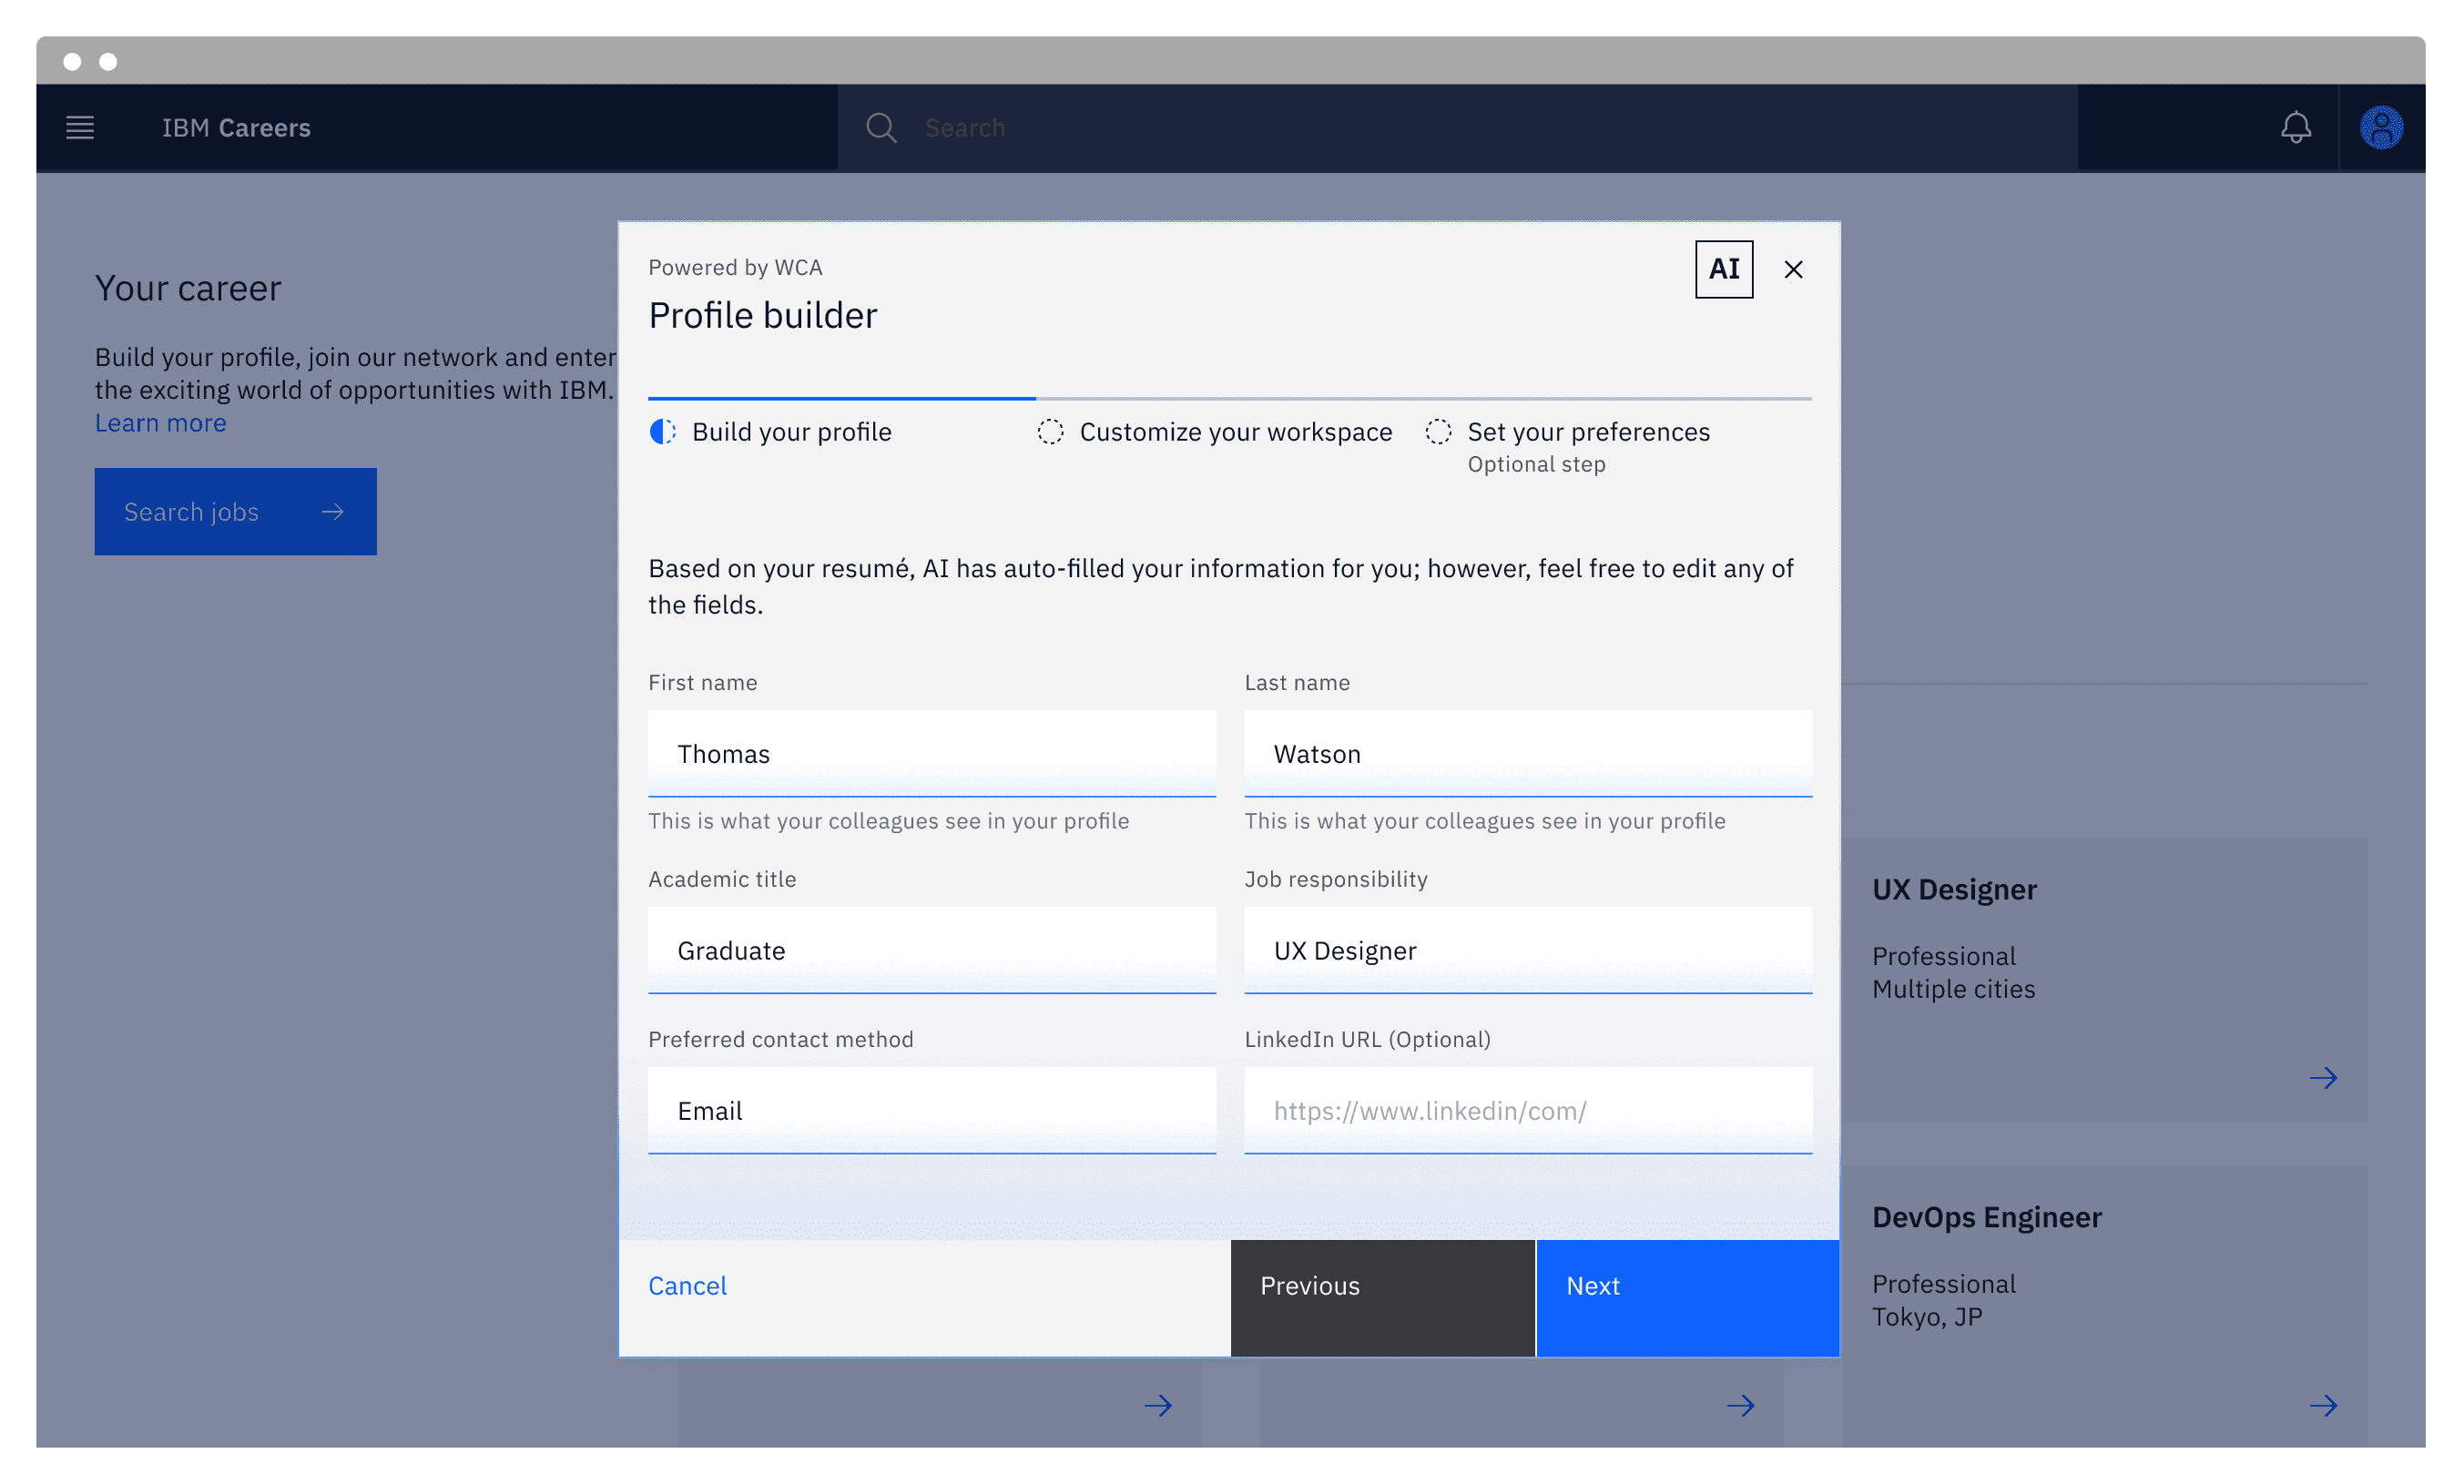 IBM Careers
Search
Your career
Build your profile, join our network and enter
the exciting world of opportunities with IBM.
Learn more
Search jobs
Powered by WCA
AI
Profile builder
Build your profile
Customize your workspace
Set your preferences
Optional step
Based on your resumé, AI has auto-filled your information for you; however, feel free to edit any of
the fields.
First name
Last name
Thomas
Watson
This is what your colleagues see in your profile
This is what your colleagues see in your profile
Academic title
Job responsibility
Graduate
UX Designer
Preferred contact method
LinkedIn URL (Optional)
Email
https://www.linkedin/com/
Cancel
Previous
Next
UX Designer
Professional
Multiple cities
DevOps Engineer
Professional
Tokyo, JP